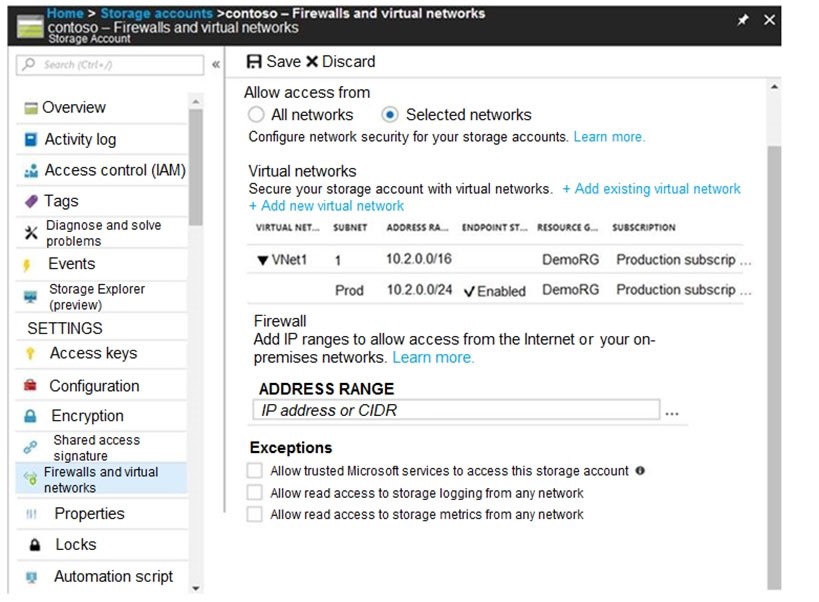 Home > Storage accounts >contoso – Firewalls and virtual networks
contoso – Firewalls and virtual networks
Storage Account
Search (Ctrl+/)
«
Overview
Activity log
Access control (IAM)
Tags
Diagnose and solve
problems
Events
Storage Explorer
(preview)
SETTINGS
Access keys
Configuration
Encryption
Shared access
signature
Firewalls and virtual
networks
Properties
Locks
Automation script
Save Discard
Allow access from
All networks Selected networks
Configure network security for your storage accounts. Learn more.
Virtual networks
Secure your storage account with virtual networks. + Add existing virtual network
+ Add new virtual network
VIRTUAL NET... SUBNET ADDRESS RA... ENDPOINT ST... RESOURCE G... SUBSCRIPTION
VNet1 1 10.2.0.0/16 DemoRG Production subscrip ...
Prod 10.2.0.0/24 Enabled DemoRG Production subscrip ...
Firewall
Add IP ranges to allow access from the Internet or your on-
premises networks. Learn more.
ADDRESS RANGE
IP address or CIDR ...
Exceptions
Allow trusted Microsoft services to access this storage account
Allow read access to storage logging from any network
Allow read access to storage metrics from any network